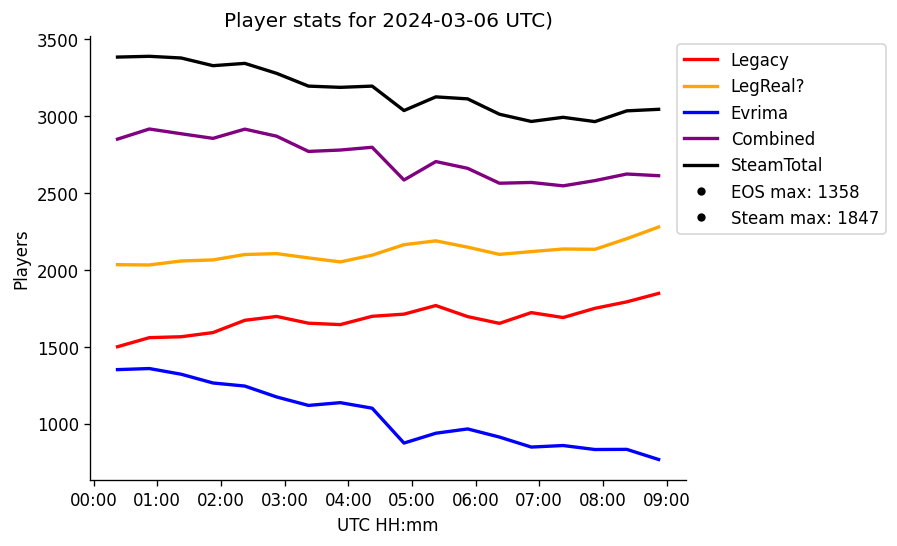 Player stats for 2024-03-06 UTC)
3500
3000
2500
2000
1500
1000
Players
00:00 01:00 02:00 03:00 04:00 05:00 06:00 07:00 08:00 09:00
UTC HH:mm
Legacy
LegReal?
Evrima
Combined
SteamTotal
EOS max: 1358
Steam max: 1847